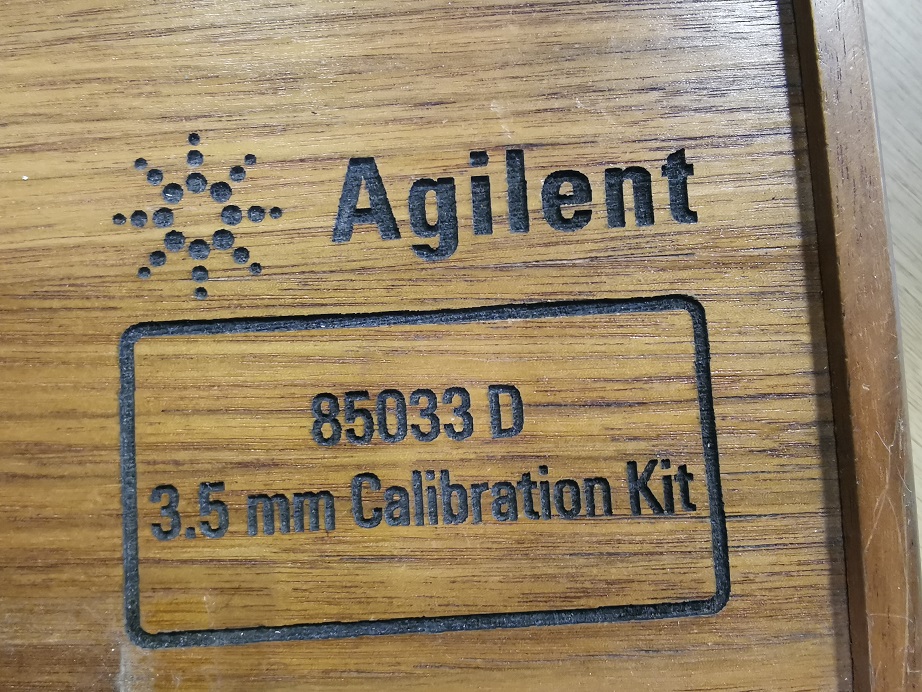 Agilent
85033 D
3.5 mm Calibration Kit